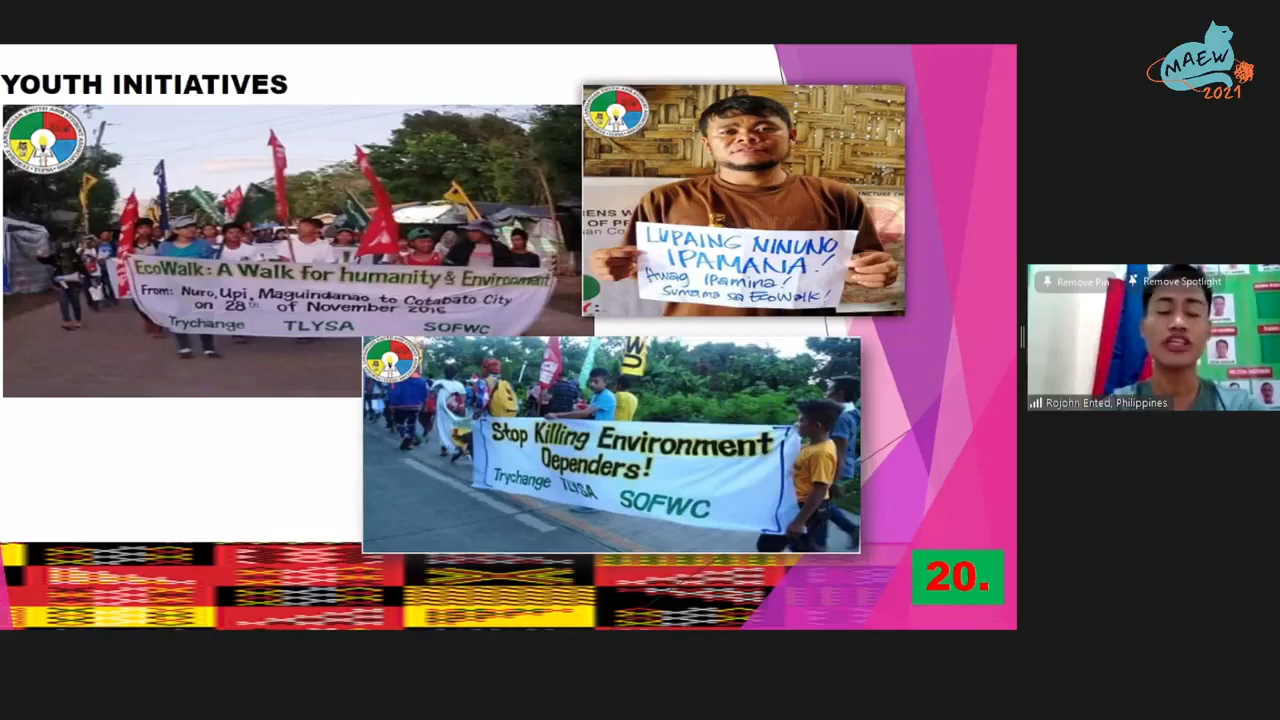 MAEW
2021
YOUTH INITIATIVES
EcoWalk: A Walk for humanity & Environment
From: Nuro, Upi, Maguindanao to Cotabato City
on 28th of November 2016
Trychange TLYSA SOFWC
LUPAING NINUNO
IPAMANA!
Awag IPamina!
Sumama sa EcoWalk!
Stop Killing Environment
Dependers!
Trychange TLYSA SOFWC
20.
Remove Pin
Remove Spotlight
Rojohn Ented, Philippines